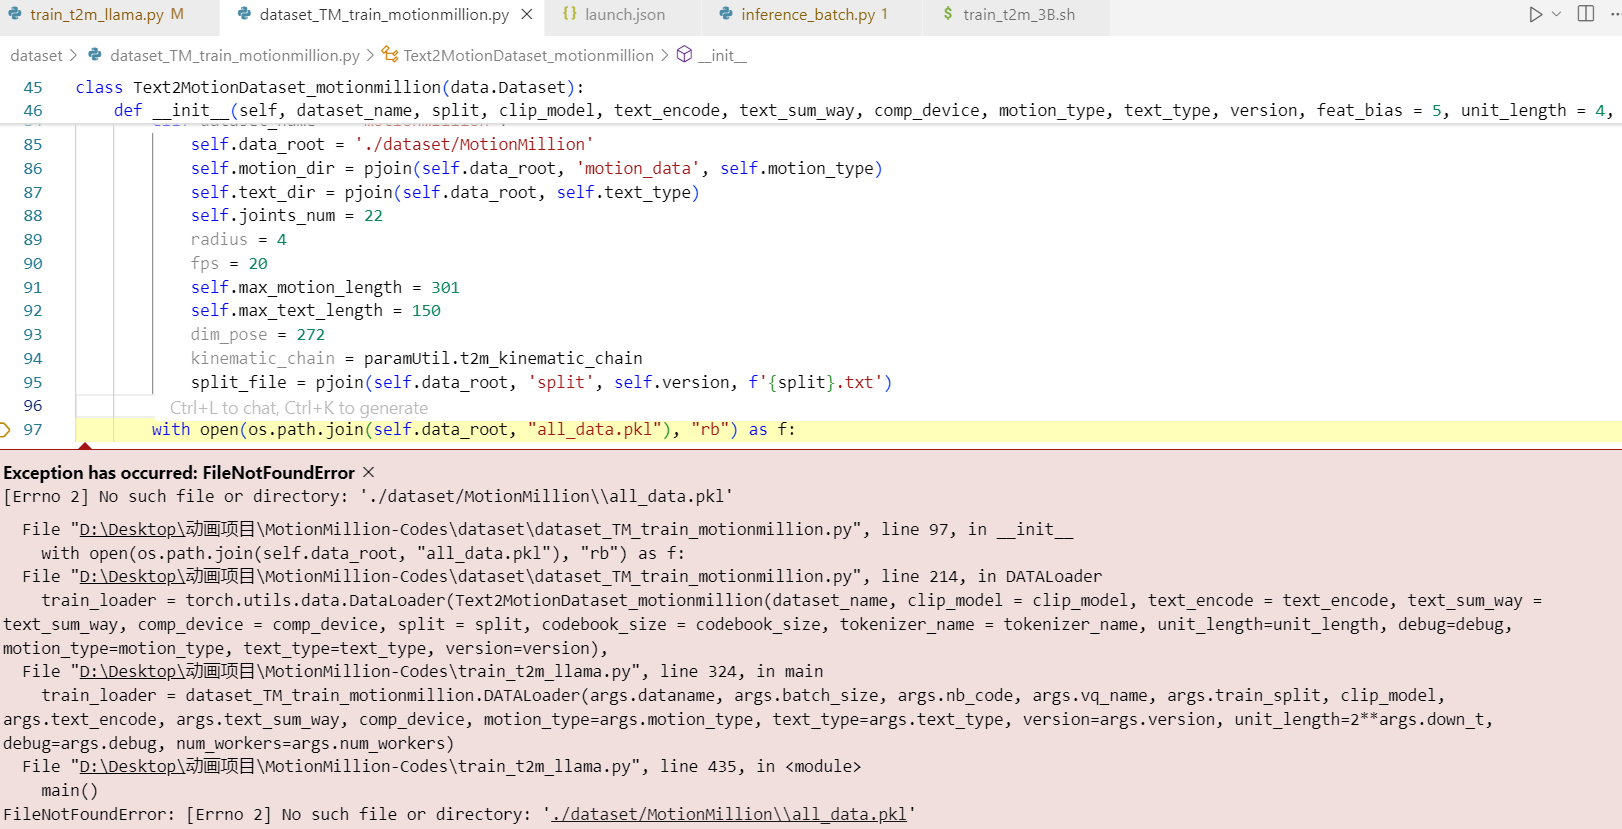 train_t2m_llama.py M
dataset_TM_train_motionmillion.py
launch.json
inference_batch.py 1
train_t2m_3B.sh
dataset > dataset_TM_train_motionmillion.py > Text2MotionDataset_motionmillion > __init__
45 class Text2MotionDataset_motionmillion(data.Dataset):
46 def __init__(self, dataset_name, split, clip_model, text_encode, text_sum_way, comp_device, motion_type, text_type, version, feat_bias = 5, unit_length = 4,
85 self.data_root = './dataset/MotionMillion'
86 self.motion_dir = pjoin(self.data_root, 'motion_data', self.motion_type)
87 self.text_dir = pjoin(self.data_root, self.text_type)
88 self.joints_num = 22
89 radius = 4
90 fps = 20
91 self.max_motion_length = 301
92 self.max_text_length = 150
93 dim_pose = 272
94 kinematic_chain = paramUtil.t2m_kinematic_chain
95 split_file = pjoin(self.data_root, 'split', self.version, f'{split}.txt')
96 Ctrl+L to chat, Ctrl+K to generate
97 with open(os.path.join(self.data_root, "all_data.pkl"), "rb") as f:
Exception has occurred: FileNotFoundError ×
[Errno 2] No such file or directory: './dataset/MotionMillion\\all_data.pkl'
File "D:\Desktop\动画项目\MotionMillion-Codes\dataset\dataset_TM_train_motionmillion.py", line 97, in __init__
with open(os.path.join(self.data_root, "all_data.pkl"), "rb") as f:
File "D:\Desktop\动画项目\MotionMillion-Codes\dataset\dataset_TM_train_motionmillion.py", line 214, in DATALoader
train_loader = torch.utils.data.DataLoader(Text2MotionDataset_motionmillion(dataset_name, clip_model = clip_model, text_encode = text_encode, text_sum_way =
text_sum_way, comp_device = comp_device, split = split, codebook_size = codebook_size, tokenizer_name = tokenizer_name, unit_length=unit_length, debug=debug,
motion_type=motion_type, text_type=text_type, version=version),
File "D:\Desktop\动画项目\MotionMillion-Codes\train_t2m_llama.py", line 324, in main
train_loader = dataset_TM_train_motionmillion.DATALoader(args.dataname, args.batch_size, args.nb_code, args.vq_name, args.train_split, clip_model,
args.text_encode, args.text_sum_way, comp_device, motion_type=args.motion_type, text_type=args.text_type, version=args.version, unit_length=2**args.down_t,
debug=args.debug, num_workers=args.num_workers)
File "D:\Desktop\动画项目\MotionMillion-Codes\train_t2m_llama.py", line 435, in <module>
main()
FileNotFoundError: [Errno 2] No such file or directory: './dataset/MotionMillion\\all_data.pkl'